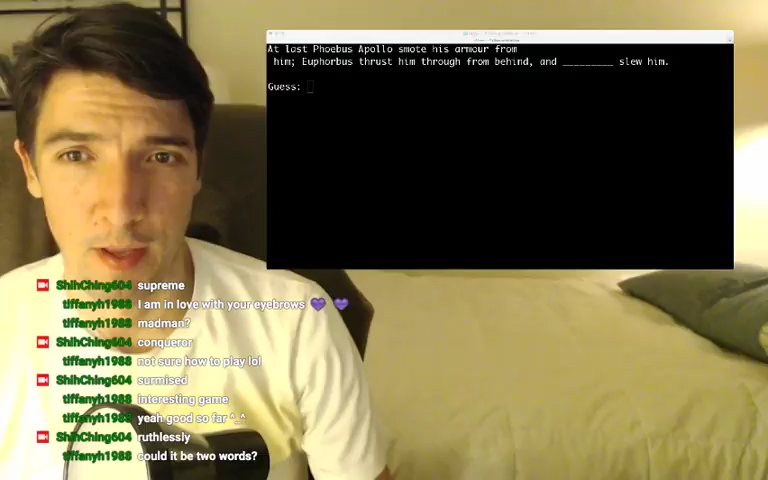 At last Phoebus Apollo smote his armour from
him; Euphorbus thrust him through from behind, and _________ slew him.
Guess:
ShihChing604 supreme
tiffanyh1988 I am in love with your eyebrows 💜 💜
tiffanyh1988 madman?
ShihChing604 conqueror
tiffanyh1988 not sure how to play lol
ShihChing604 surmised
tiffanyh1988 interesting game
tiffanyh1988 yeah good so far ^_^
ShihChing604 ruthlessly
tiffanyh1988 could it be two words?